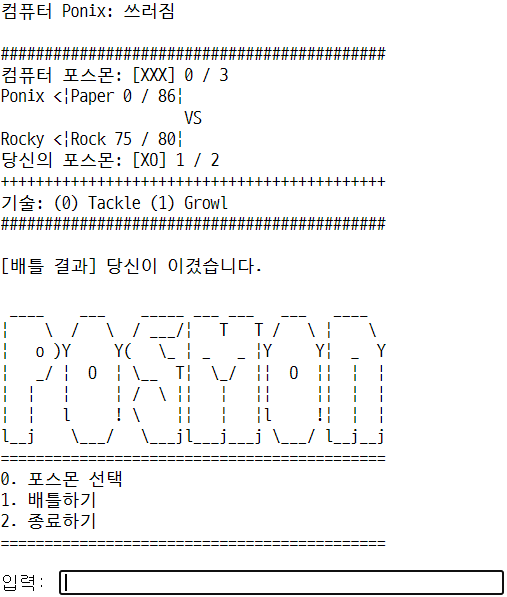 컴퓨터 Ponix: 쓰러짐
############################################
컴퓨터 포스몬: [XXX] 0 / 3
Ponix <¦Paper 0 / 86¦
VS
Rocky <¦Rock 75 / 80¦
당신의 포스몬: [XO] 1 / 2
++++++++++++++++++++++++++++++++++++++++++++
기술: (0) Tackle (1) Growl
############################################
[배틀 결과] 당신이 이겼습니다.
 ____    ___    _____ ___ ___   ___   ____
¦    \  /   \  / ___/¦   T   T /   \ ¦    \
¦  o )Y     Y(   \_ ¦ _   _ ¦Y     Y¦  _  Y
¦   _/ ¦  O  ¦ \__  T¦  \_/  ¦¦  O  ¦¦  ¦  ¦
¦  ¦   ¦     ¦ /  \ ¦¦   ¦   ¦¦     ¦¦  ¦  ¦
¦  ¦   l     ! \    ¦¦   ¦   ¦l     !¦  ¦  ¦
l__j    \___/   \___jl___j___j \___/ l__j__j
============================================
0. 포스몬 선택
1. 배틀하기
2. 종료하기
============================================
입력: